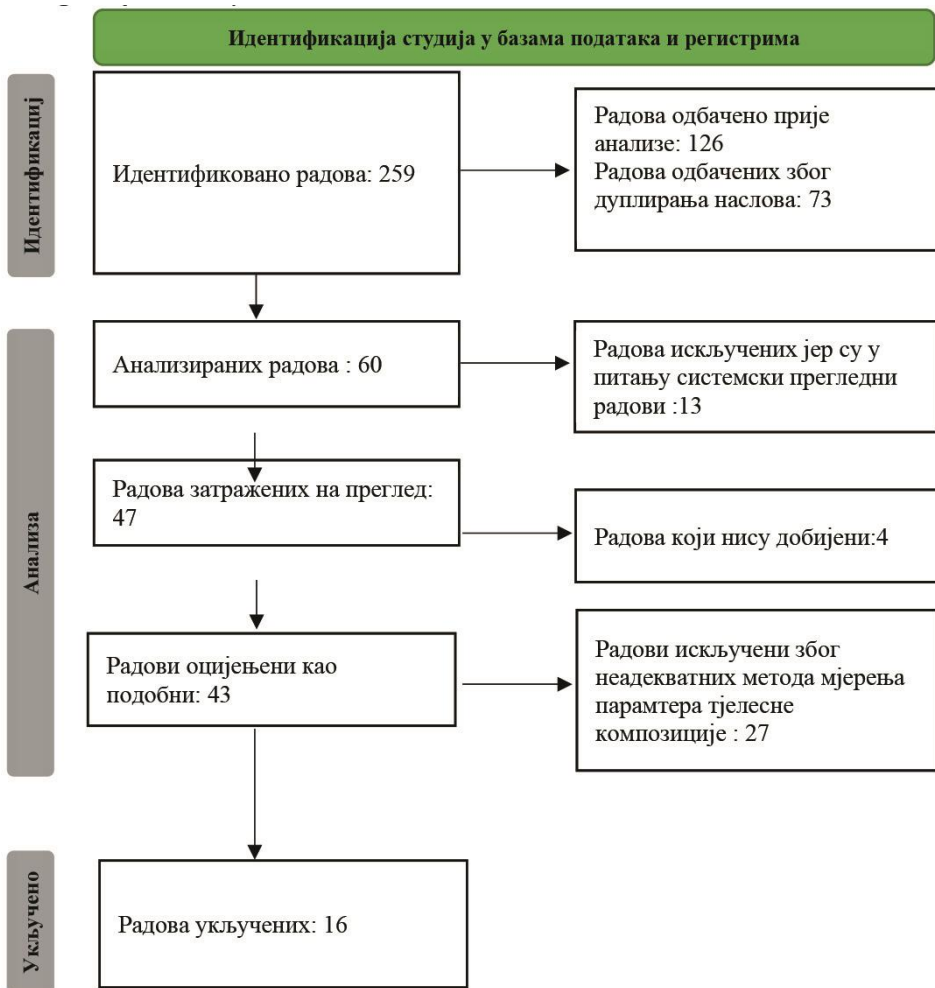 Идентификација студија у базама података и регистрима
Идентификациј
Идентификовано радова: 259
Радова одбачено прије
анализе: 126
Радова одбачених због
дуплирања наслова: 73
Анализа
Анализираних радова : 60
Радова искључених јер су у
питању системски прегледни
радови :13
Радова затражених на преглед:
47
Радова који нису добијени:4
Радови оцијењени као
подобни: 43
Радови искључени због
неадекватних метода мјерења
парамтера тјелесне
композиције : 27
Укључено
Радова укључених: 16